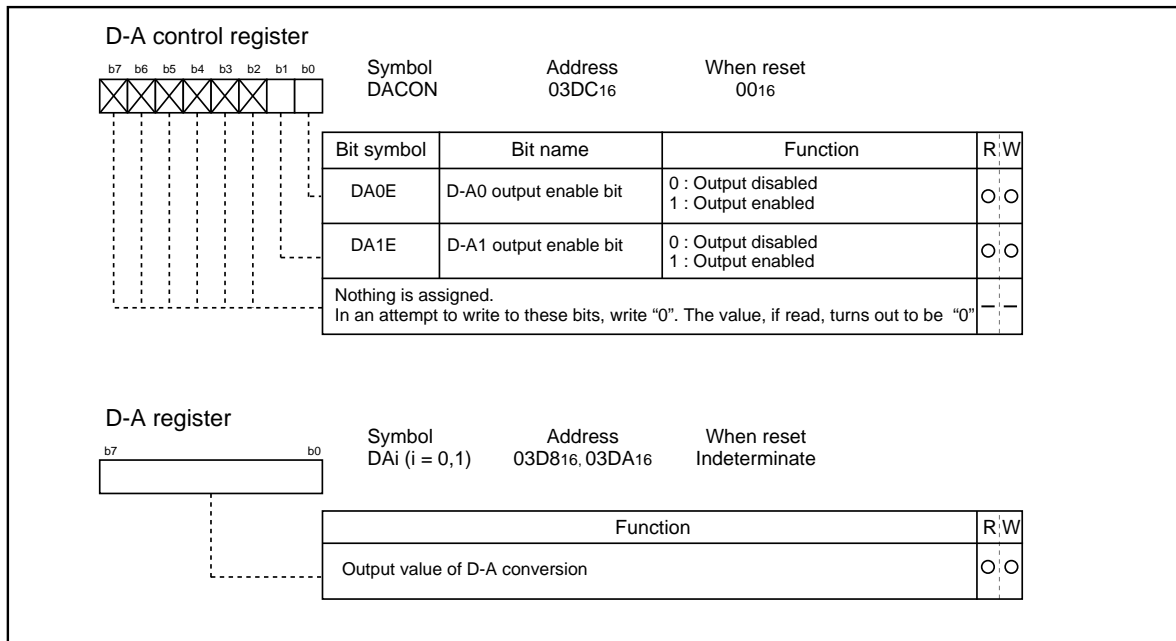 D-A control register
b7 b6 b5 b4 b3 b2 b1 b0
Symbol Address When reset
DACON 03DC16 0016
Bit symbol Bit name Function R W
DA0E D-A0 output enable bit 0 : Output disabled
1 : Output enabled
DA1E D-A1 output enable bit 0 : Output disabled
1 : Output enabled
Nothing is assigned.
In an attempt to write to these bits, write “0”. The value, if read, turns out to be “0”
D-A register
b7 b0
Symbol Address When reset
DAi (i = 0,1) 03D816, 03DA16 Indeterminate
Function R W
Output value of D-A conversion